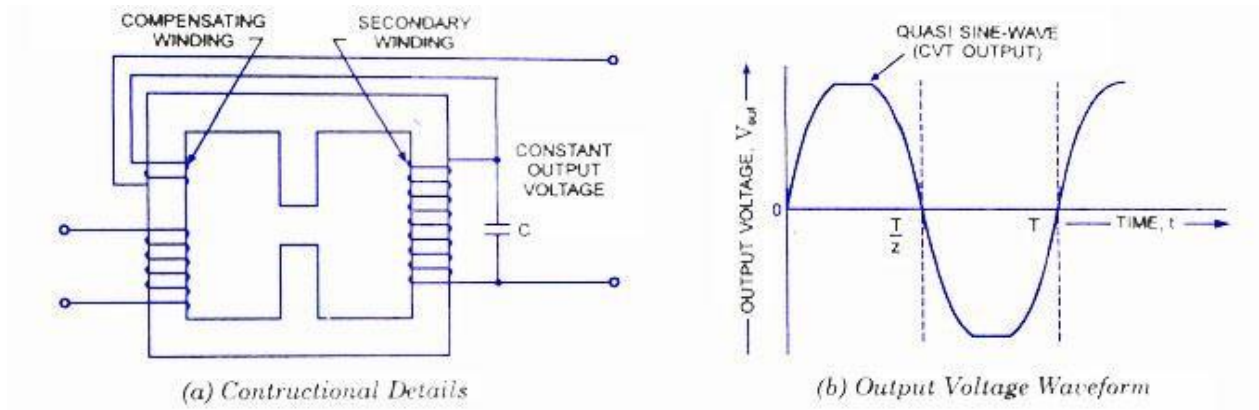 COMPENSATING
WINDING
SECONDARY
WINDING
CONSTANT
OUTPUT
VOLTAGE
C
(a) Contructional Details
QUASI SINE-WAVE
(CVT OUTPUT)
OUTPUT VOLTAGE, Vout
0
T
2
T
TIME, t
(b) Output Voltage Waveform